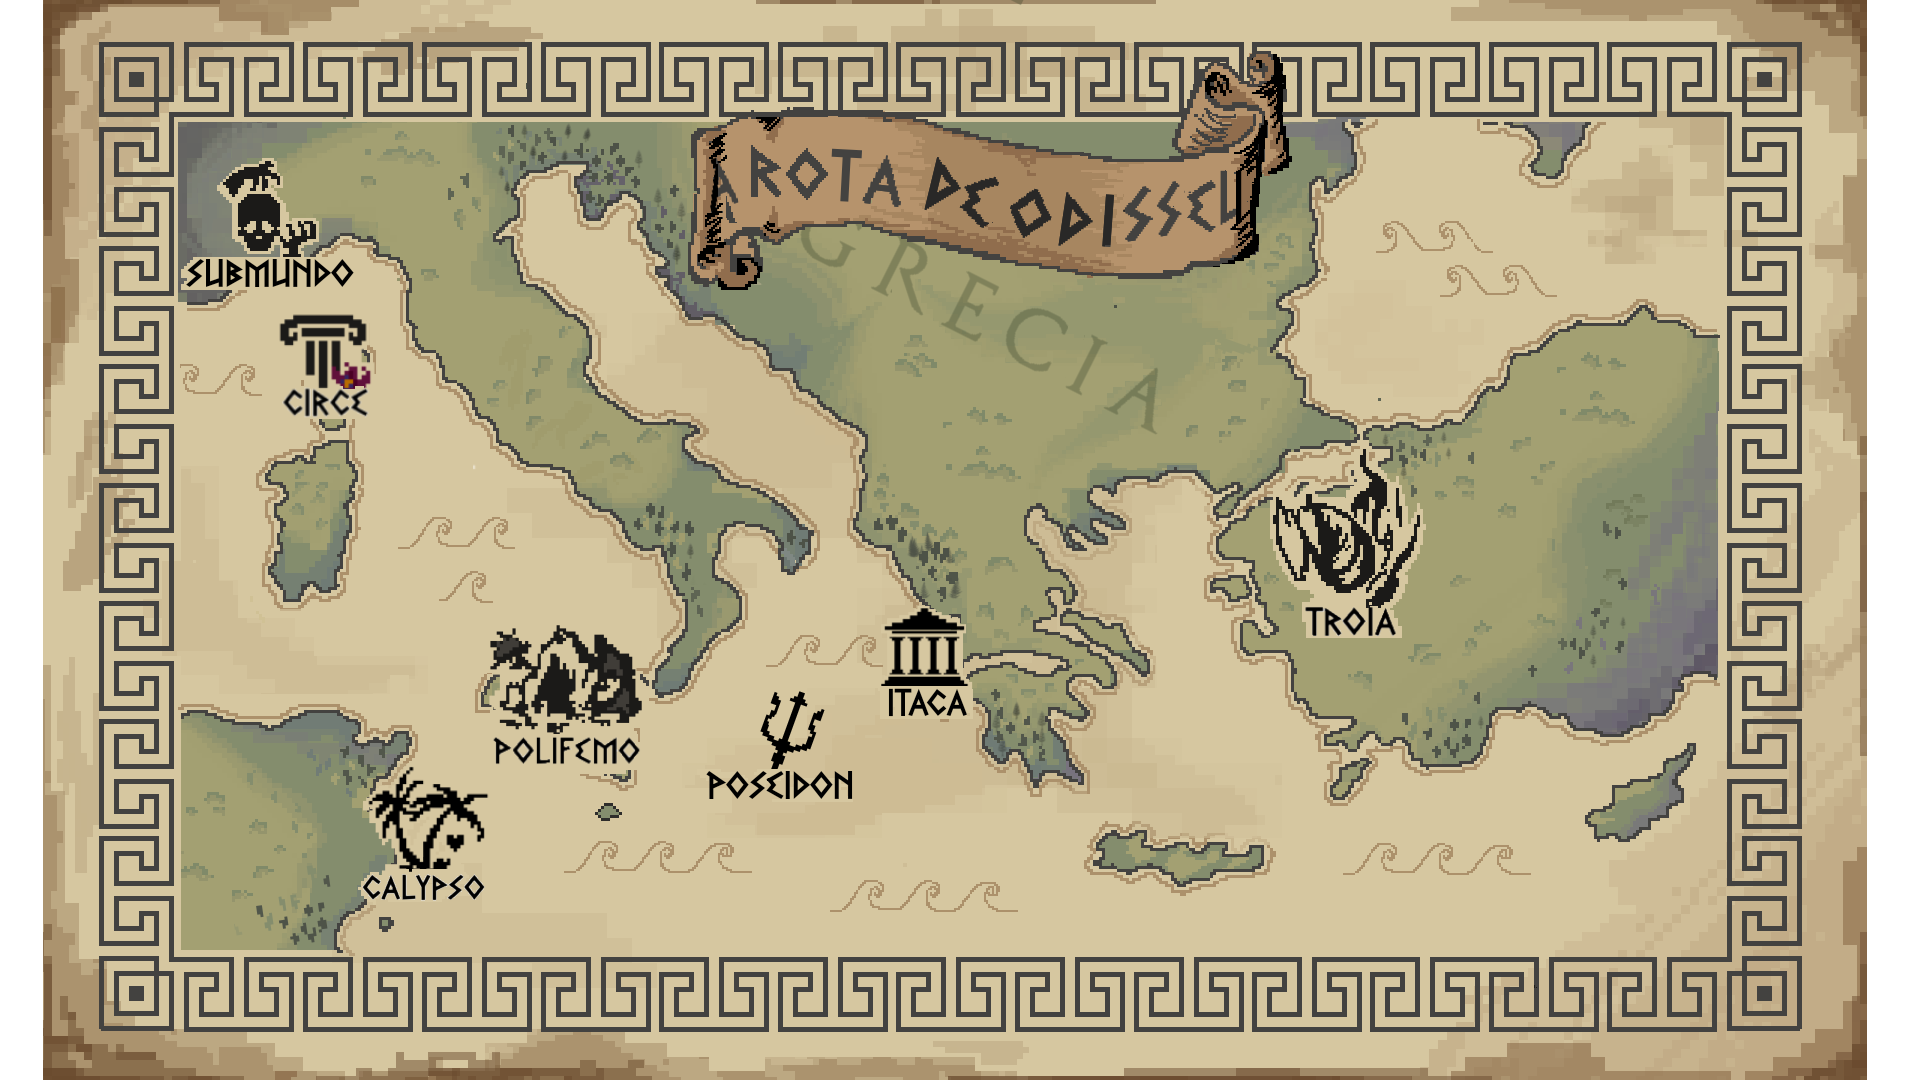 A ROTA DE ODISSEU
GRECIA
SUBMUNDO
CIRCE
TROIA
ITACA
POLIFEMO
POSEIDON
CALYPSO